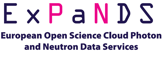 ExPaNDS
European Open Science Cloud Photon
and Neutron Data Services